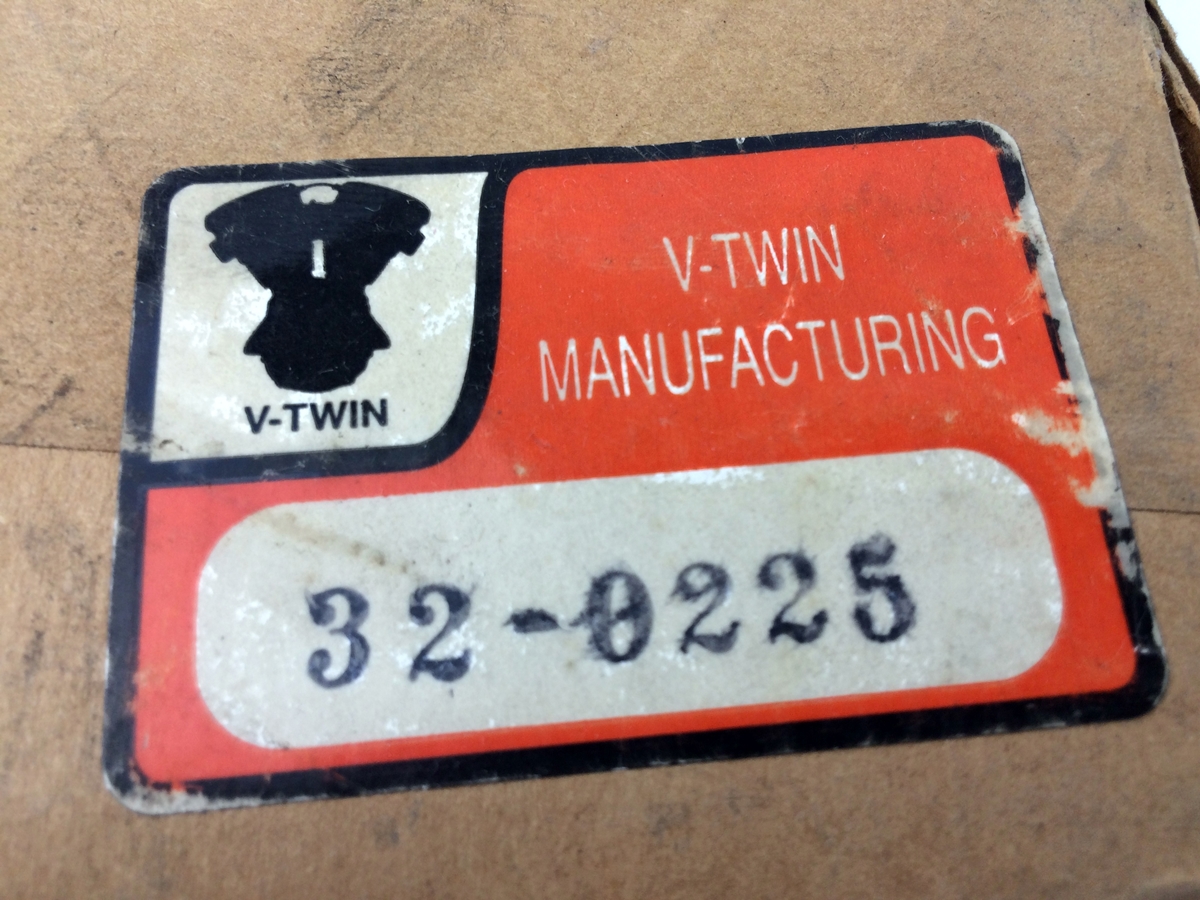 V-TWIN
V-TWIN
MANUFACTURING
32-0225